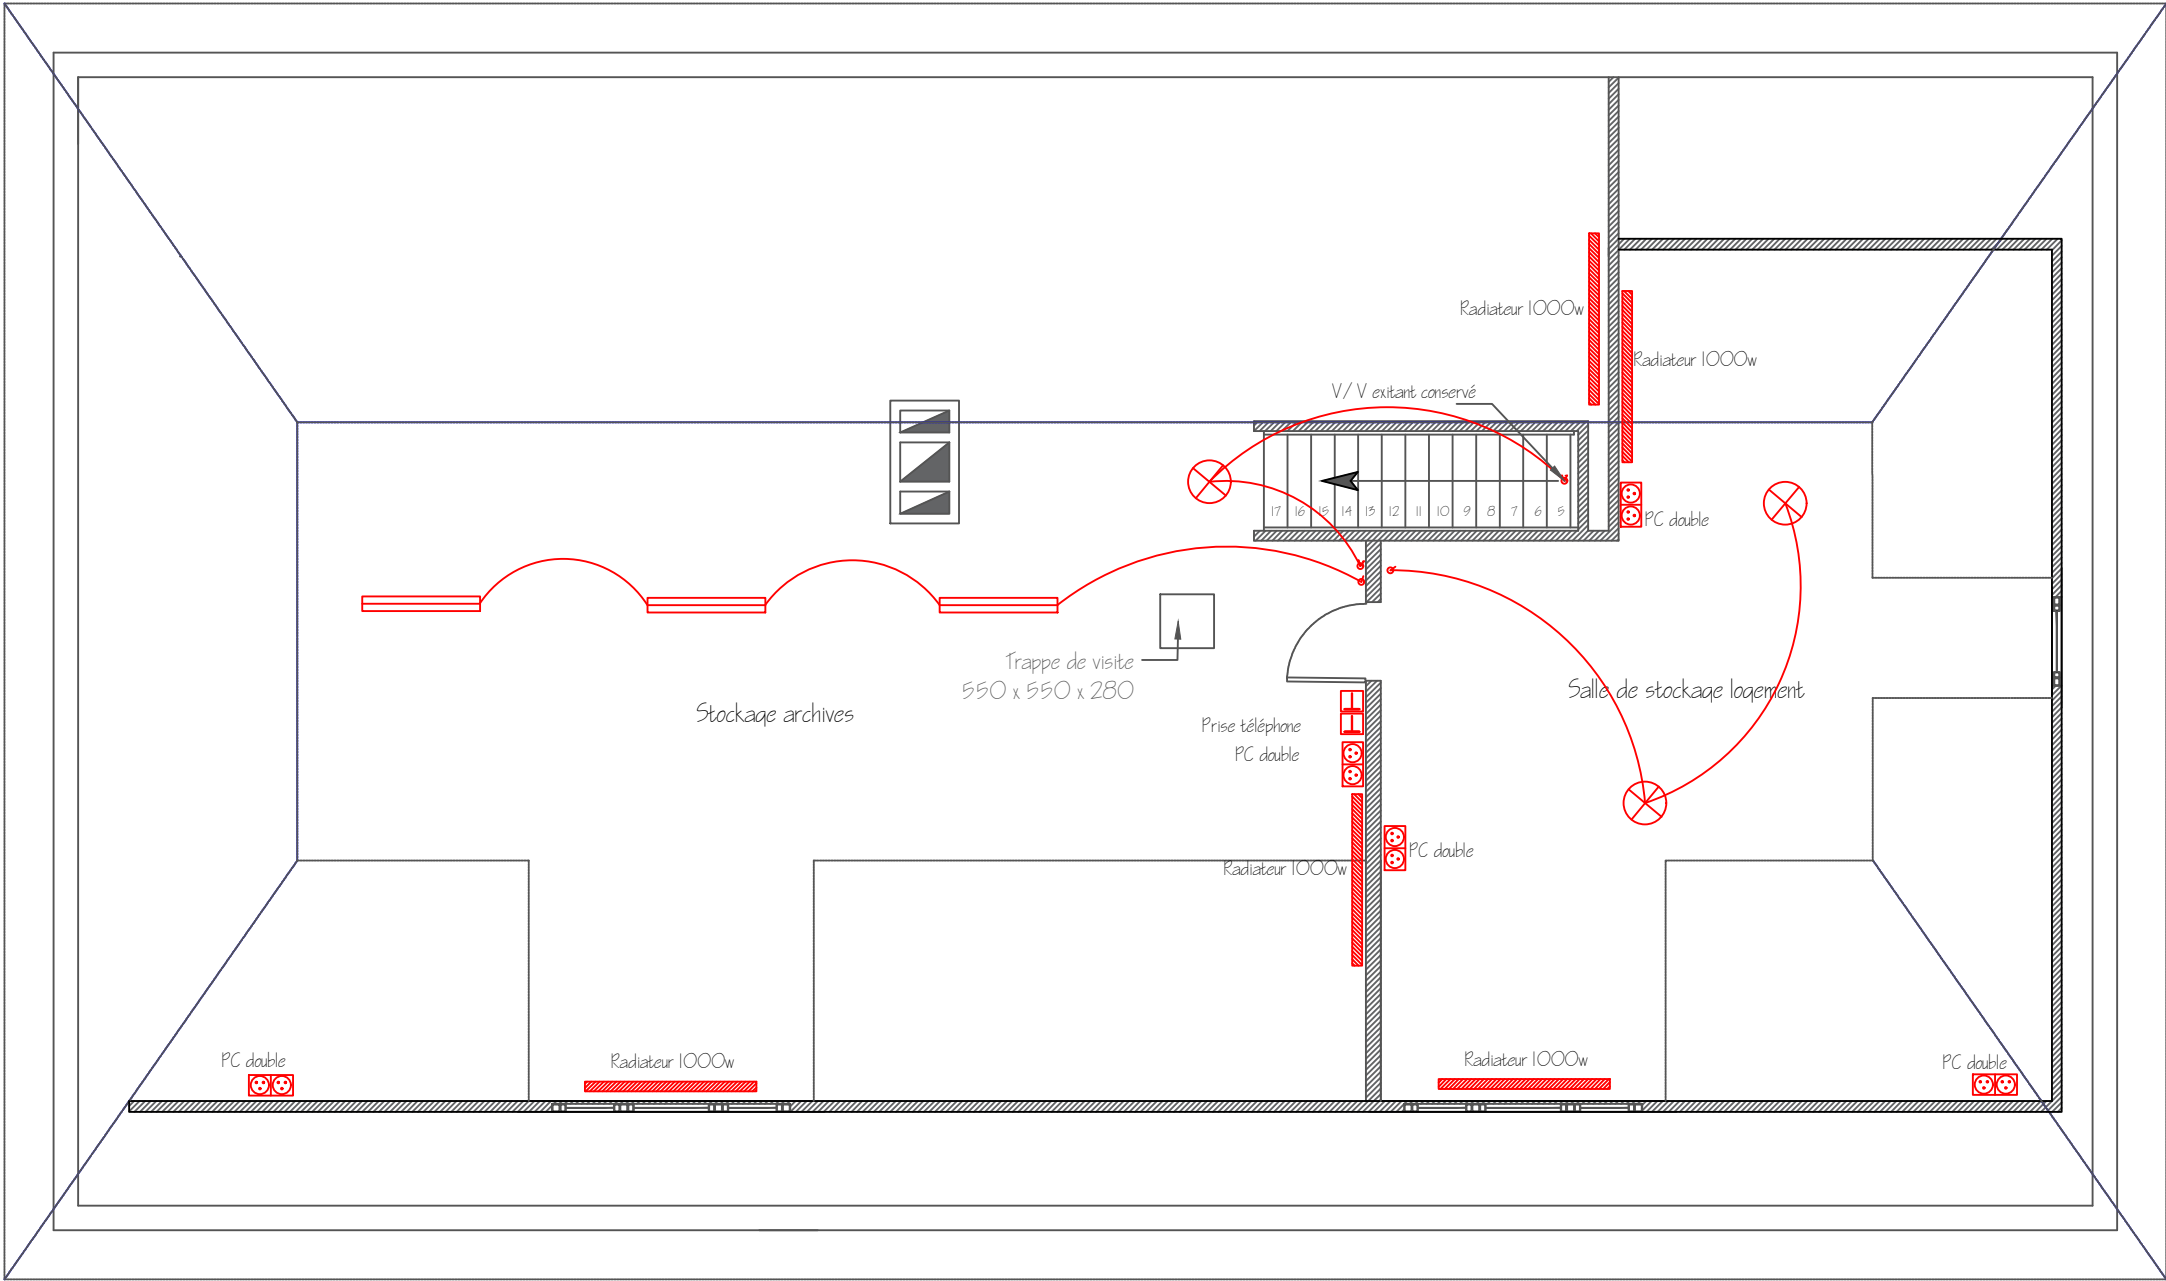 Radiateur 1000w
Radiateur 1000w
V/V exitant conservé
17 16 15 14 13 12 11 10 9 8 7 6 5
PC double
Trappe de visite
550 x 550 x 280
Salle de stockage logement
Stockage archives
Prise téléphone
PC double
PC double
Radiateur 1000w
PC double
Radiateur 1000w
Radiateur 1000w
PC double